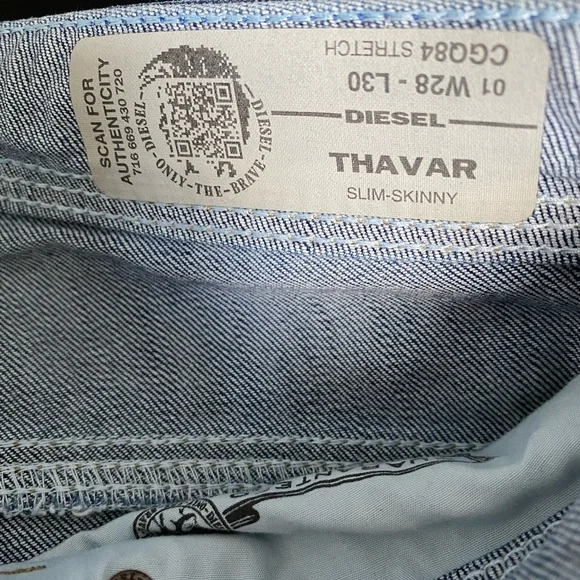 SCAN FOR
AUTHENTICITY
716 669 430 720
DIESEL
DIESEL
ONLY-THE-BRAVE
CGQ84 STRETCH
01 W28 - L30
DIESEL
THAVAR
SLIM-SKINNY